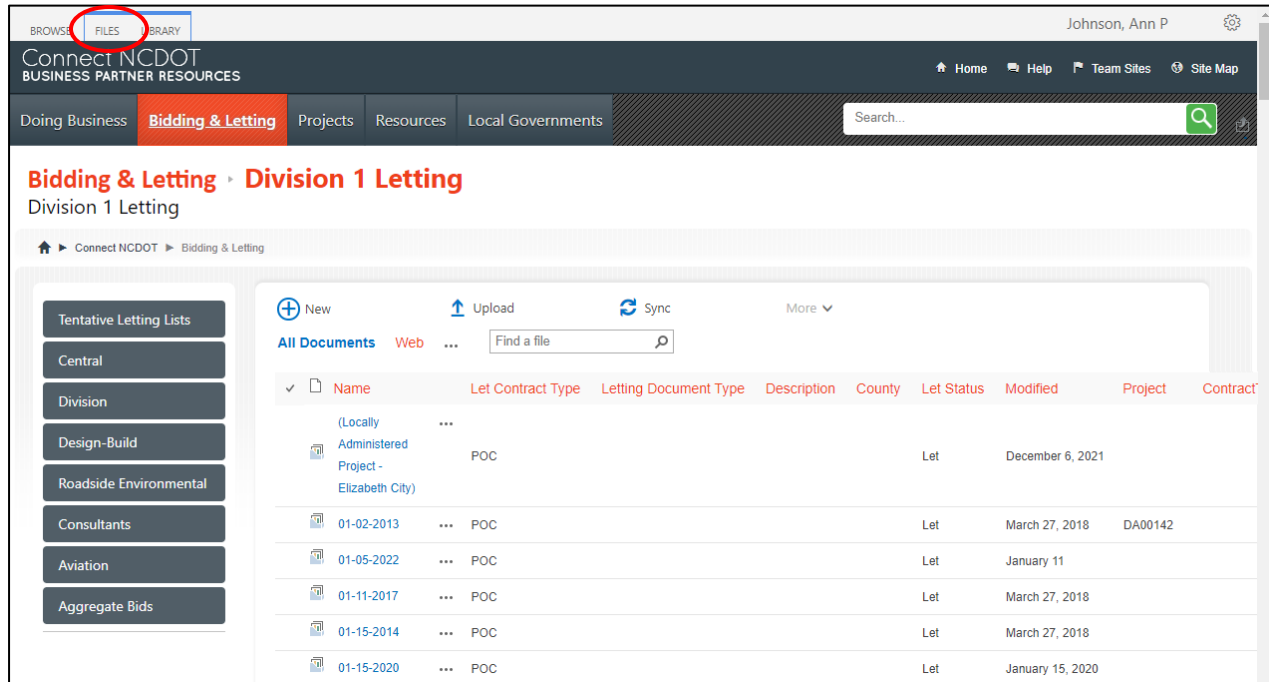 BROWSE FILES LIBRARY Johnson, Ann P
Connect NCDOT
BUSINESS PARTNER RESOURCES
Home Help Team Sites Site Map
Doing Business Bidding & Letting Projects Resources Local Governments Search...
Bidding & Letting Division 1 Letting
Division 1 Letting
Connect NCDOT Bidding & Letting
Tentative Letting Lists
Central
Division
Design-Build
Roadside Environmental
Consultants
Aviation
Aggregate Bids
New Upload Sync More
All Documents Web ... Find a file
Name Let Contract Type Letting Document Type Description County Let Status Modified Project Contract
(Locally
Administered
Project -
Elizabeth City) ... POC Let December 6, 2021
01-02-2013 ... POC Let March 27, 2018 DA00142
01-05-2022 ... POC Let January 11
01-11-2017 ... POC Let March 27, 2018
01-15-2014 ... POC Let March 27, 2018
01-15-2020 ... POC Let January 15, 2020